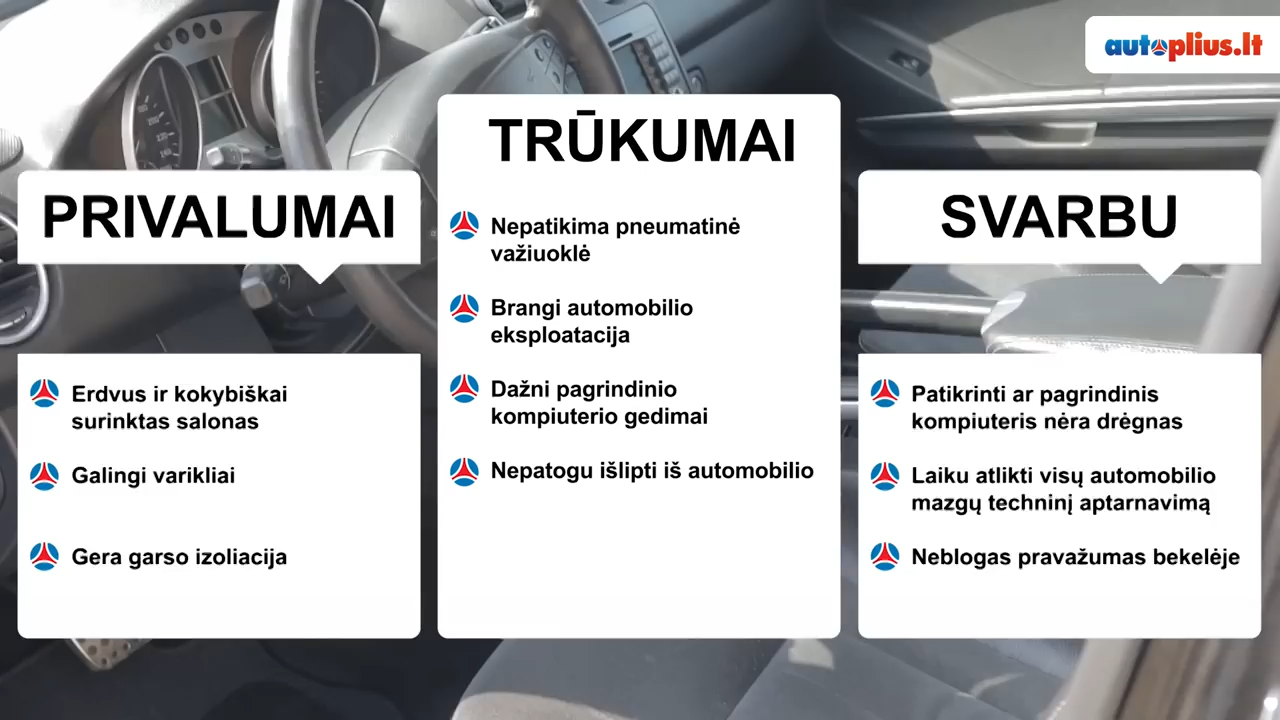 autoplius.lt
PRIVALUMAI
Erdvus ir kokybiškai
surinktas salonas
Galingi varikliai
Gera garso izoliacija
TRŪKUMAI
Nepatikima pneumatinė
važiuoklė
Brangi automobilio
eksploatacija
Dažni pagrindinio
kompiuterio gedimai
Nepatogu išlipti iš automobilio
SVARBU
Patikrinti ar pagrindinis
kompiuteris nėra drėgnas
Laiku atlikti visų automobilio
mazgų techninį aptarnavimą
Neblogas pravažumas bekelėje